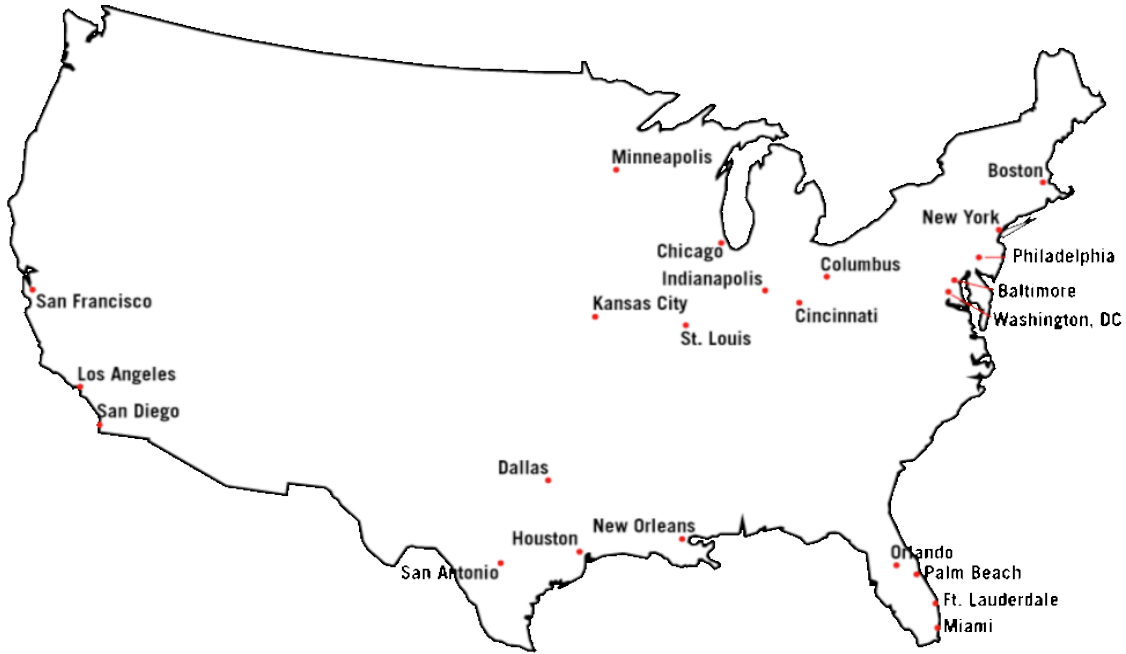 Minneapolis
Boston
New York
Chicago
Philadelphia
Columbus
Indianapolis
Baltimore
San Francisco
Kansas City
Cincinnati
Washington, DC
St. Louis
Los Angeles
San Diego
Dallas
New Orleans
Houston
Orlando
San Antonio
Palm Beach
Ft. Lauderdale
Miami